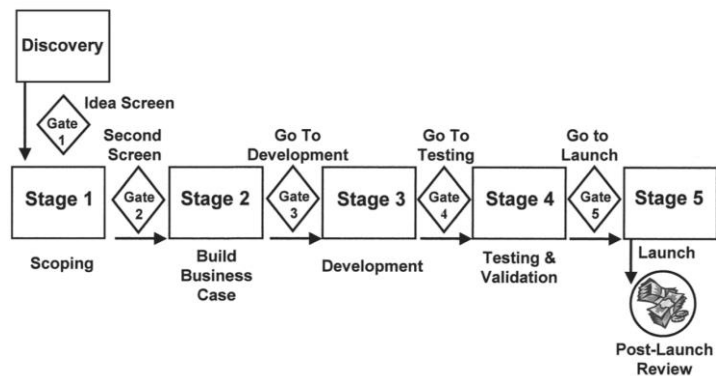 Discovery
Idea Screen
Gate
1
Second
Screen
Go To
Development
Go To
Testing
Go to
Launch
Stage 1
Gate
2
Stage 2
Gate
3
Stage 3
Gate
4
Stage 4
Gate
5
Stage 5
Scoping
Build
Business
Case
Development
Testing &
Validation
Launch
Post-Launch
Review